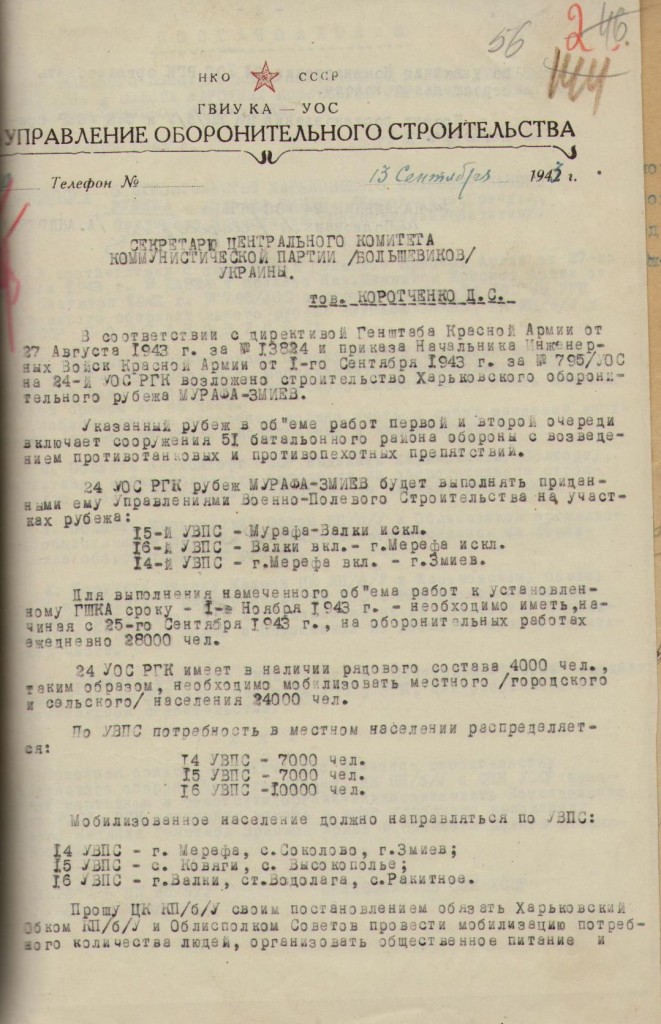 56 2 46.
144
НКО СССР
ГВИУ КА — УОС
УПРАВЛЕНИЕ ОБОРОНИТЕЛЬНОГО СТРОИТЕЛЬСТВА
Телефон № 13 Сентября 1943 г.
СЕКРЕТАРЮ ЦЕНТРАЛЬНОГО КОМИТЕТА
КОММУНИСТИЧЕСКОЙ ПАРТИИ /БОЛЬШЕВИКОВ/
УКРАИНЫ.
тов. КОРОТЧЕНКО Д.С.
В соответствии с директивой Генштаба Красной Армии от
27 Августа 1943 г. за № 13824 и приказа Начальника Инженер-
ных Войск Красной Армии от 1-го Сентября 1943 г. за № 795/УОС
на 24-й УОС РГК возложено строительство Харьковского оборони-
тельного рубежа МУРАФА-ЗМИЕВ.
Указанный рубеж в об"еме работ первой и второй очереди
включает сооружения 51 батальонного района обороны с возведе-
нием противотанковых и противопехотных препятствий.
24 УОС РГК рубеж МУРАФА-ЗМИЕВ будет выполнять придан-
ными ему Управлениями Военно-Полевого Строительства на участ-
ках рубежа:
15-й УВПС - Мурафа-Валки искл.
16-й УВПС - Валки вкл.- г.Мерефа искл.
14-й УВПС - г.Мерефа вкл. - г.Змиев.
Для выполнения намеченного об"ема работ к установлен-
ному ГШКА сроку - 1-е Ноября 1943 г. - необходимо иметь,на-
чиная с 25-го Сентября 1943 г., на оборонительных работах
ежедневно 28000 чел.
24 УОС РГК имеет в наличии рядового состава 4000 чел.,
таким образом, необходимо мобилизовать местного /городского
и сельского/ населения 24000 чел.
По УВПС потребность в местном населении распределяет-
ся:
14 УВПС - 7000 чел.
15 УВПС - 7000 чел.
16 УВПС -10000 чел.
Мобилизованное население должно направляться по УВПС:
14 УВПС - г. Мерафа, с.Соколово, г.Змиев;
15 УВПС - с. Ковяги, с. Высокополье;
16 УВПС - г.Валки, ст.Водолага, с.Ракитное.
Прошу ЦК КП/б/У своим постановлением обязать Харьковский
Обком КП/б/У и Облисполком Советов провести мобилизацию потреб-
ного количества людей, организовать общественное питание и